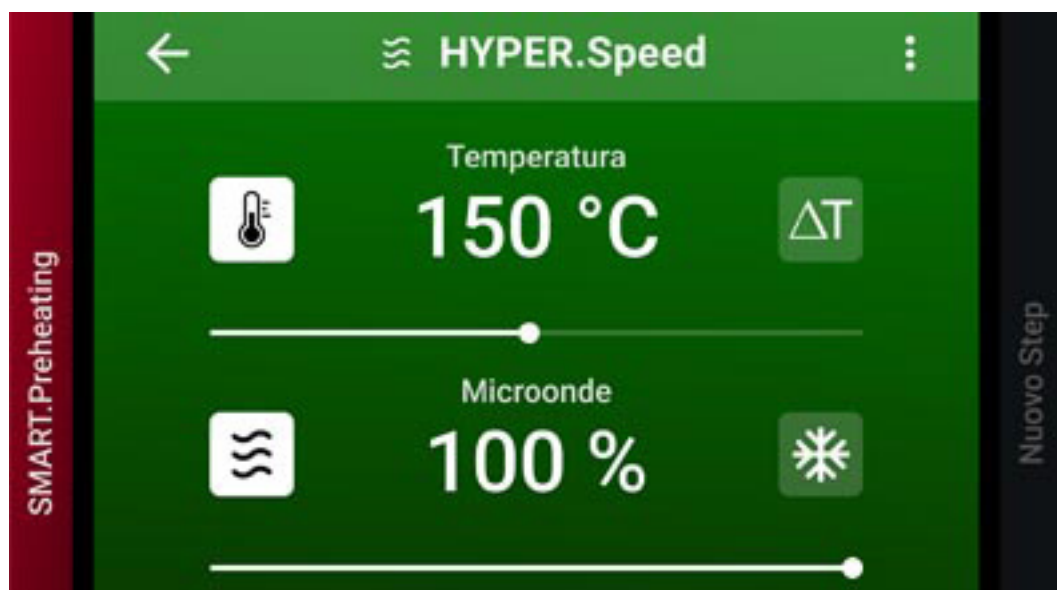 HYPER.Speed
Temperatura
150 °C
ΔT
Microonde
100 %
SMART.Preheating
Nuovo Step